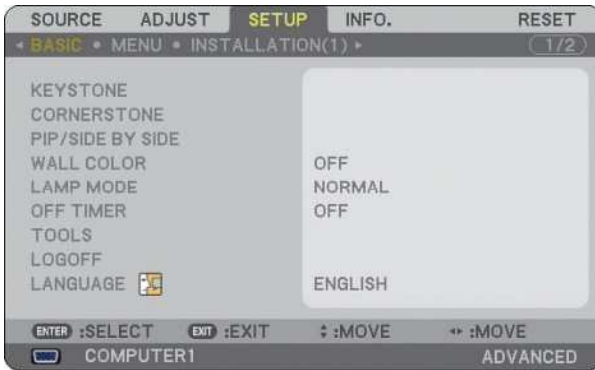 SOURCE ADJUST SETUP INFO. RESET
BASIC • MENU • INSTALLATION(1) 1/2
KEYSTONE
CORNERSTONE
PIP/SIDE BY SIDE
WALL COLOR OFF
LAMP MODE NORMAL
OFF TIMER OFF
TOOLS
LOGOFF
LANGUAGE ENGLISH
ENTER :SELECT EXIT :EXIT :MOVE :MOVE
COMPUTER1 ADVANCED